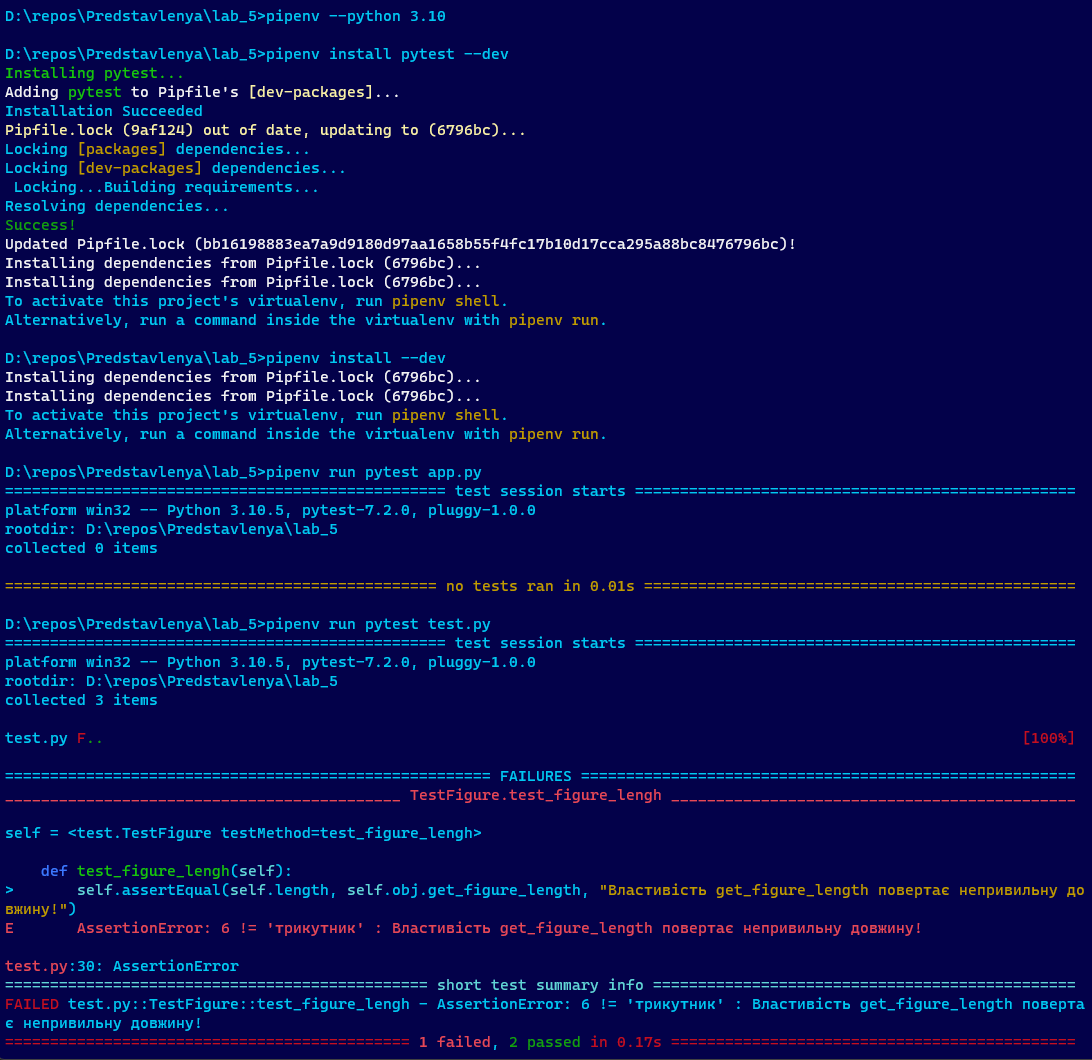 D:\repos\Predstavlenya\lab_5>pipenv --python 3.10
D:\repos\Predstavlenya\lab_5>pipenv install pytest --dev
Installing pytest...
Adding pytest to Pipfile's [dev-packages]...
Installation Succeeded
Pipfile.lock (9af124) out of date, updating to (6796bc)...
Locking [packages] dependencies...
Locking [dev-packages] dependencies...
 Locking...Building requirements...
Resolving dependencies...
Success!
Updated Pipfile.lock (bb16198883ea7a9d9180d97aa1658b55f4fc17b10d17cca295a88bc8476796bc)!
Installing dependencies from Pipfile.lock (6796bc)...
Installing dependencies from Pipfile.lock (6796bc)...
To activate this project's virtualenv, run pipenv shell.
Alternatively, run a command inside the virtualenv with pipenv run.
D:\repos\Predstavlenya\lab_5>pipenv install --dev
Installing dependencies from Pipfile.lock (6796bc)...
Installing dependencies from Pipfile.lock (6796bc)...
To activate this project's virtualenv, run pipenv shell.
Alternatively, run a command inside the virtualenv with pipenv run.
D:\repos\Predstavlenya\lab_5>pipenv run pytest app.py
================================================= test session starts =================================================
platform win32 -- Python 3.10.5, pytest-7.2.0, pluggy-1.0.0
rootdir: D:\repos\Predstavlenya\lab_5
collected 0 items
================================================ no tests ran in 0.01s ================================================
D:\repos\Predstavlenya\lab_5>pipenv run pytest test.py
================================================= test session starts =================================================
platform win32 -- Python 3.10.5, pytest-7.2.0, pluggy-1.0.0
rootdir: D:\repos\Predstavlenya\lab_5
collected 3 items
test.py F.. [100%]
====================================================== FAILURES =======================================================
____________________________________________ TestFigure.test_figure_lengh _____________________________________________
self = <test.TestFigure testMethod=test_figure_lengh>
    def test_figure_lengh(self):
>       self.assertEqual(self.length, self.obj.get_figure_length, "Властивість get_figure_length повертає непривильну до
вжину!")
E       AssertionError: 6 != 'трикутник' : Властивість get_figure_length повертає непривильну довжину!
test.py:30: AssertionError
=============================================== short test summary info ===============================================
FAILED test.py::TestFigure::test_figure_lengh - AssertionError: 6 != 'трикутник' : Властивість get_figure_length поверта
є непривильну довжину!
============================================= 1 failed, 2 passed in 0.17s =============================================